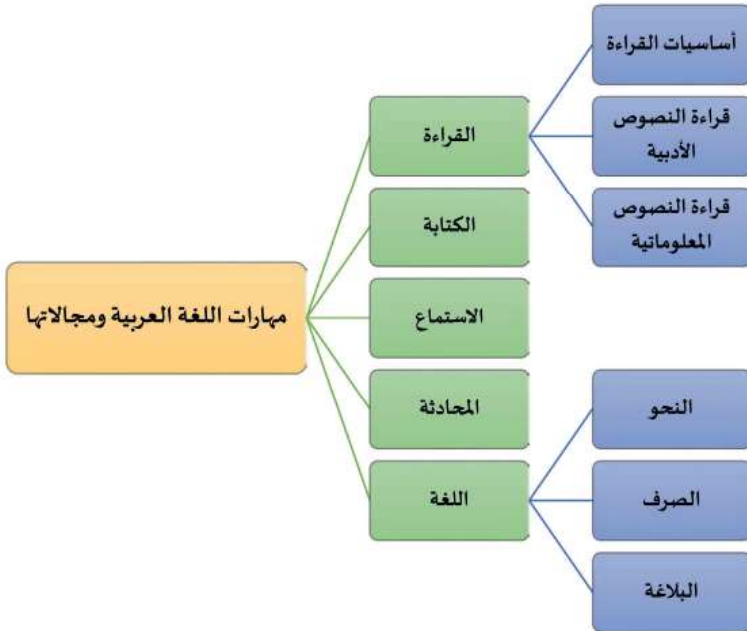 مهارات اللغة العربية ومجالاتها
القراءة
أساسيات القراءة
قراءة النصوص
الأدبية
قراءة النصوص
المعلوماتية
الكتابة
الاستماع
المحادثة
اللغة
النحو
الصرف
البلاغة